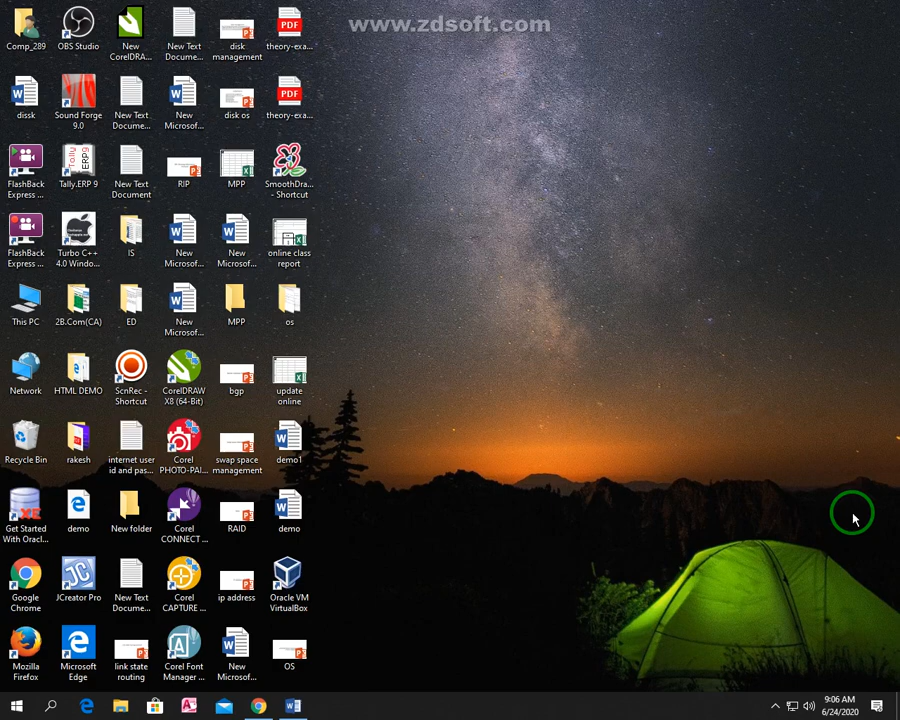 www.zdsoft.com
Comp_289
OBS Studio
New
CorelDRA...
New Text
Docume...
disk
management
PDF
theory-exa...
dissk
Sound Forge
9.0
New Text
Docume...
New
Microsof...
disk os
PDF
theory-exa...
FlashBack
Express ...
Tally.ERP 9
New Text
Document
RIP
MPP
SmoothDra...
- Shortcut
FlashBack
Express ...
Turbo C++
4.0 Windo...
IS
New
Microsof...
New
Microsof...
online class
report
This PC
2B.Com(CA)
ED
New
Microsof...
MPP
os
Network
HTML DEMO
ScnRec -
Shortcut
CorelDRAW
X8 (64-Bit)
bgp
update
online
Recycle Bin
rakesh
internet user
id and pas...
Corel
PHOTO-PAI...
swap space
management
demo1
Get Started
With Oracl...
demo
New folder
Corel
CONNECT ...
RAID
demo
Google
Chrome
JCreator Pro
New Text
Docume...
Corel
CAPTURE ...
ip address
Oracle VM
VirtualBox
Mozilla
Firefox
Microsoft
Edge
link state
routing
Corel Font
Manager ...
New
Microsof...
OS
9:06 AM
6/24/2020